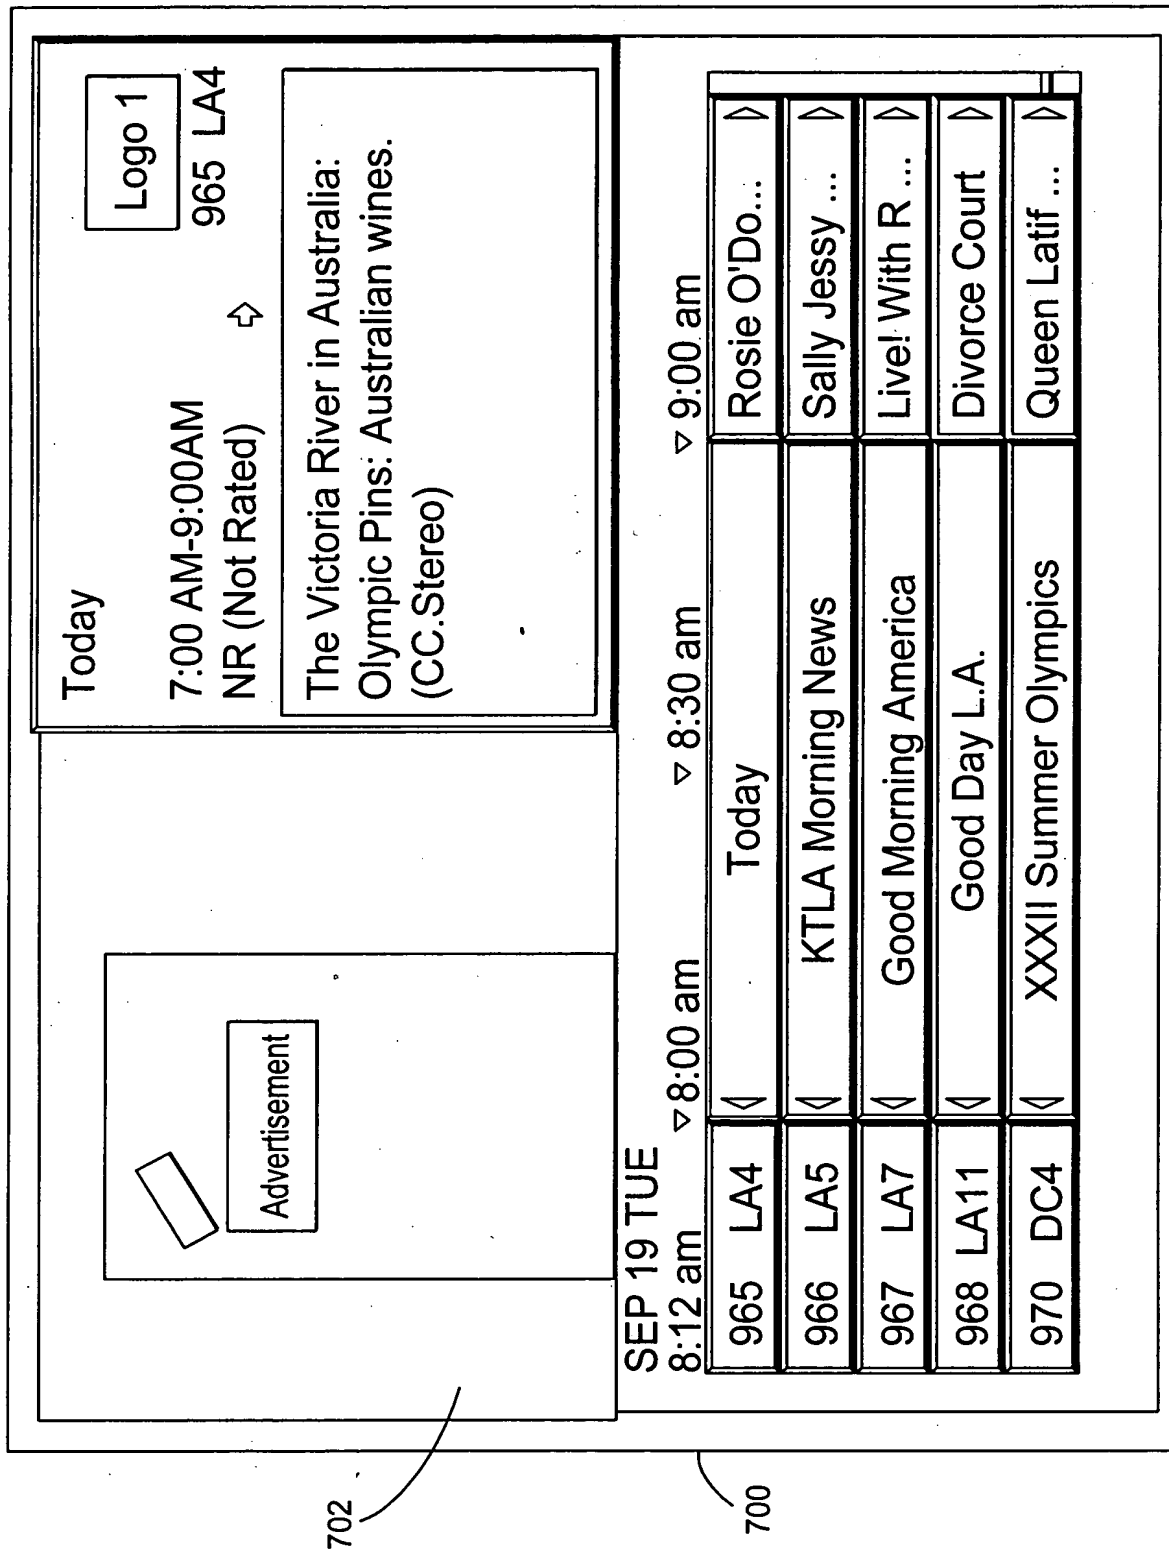 Today
Logo 1
7:00 AM-9:00AM
965 LA4
NR (Not Rated)
The Victoria River in Australia:
Olympic Pins: Australian wines.
(CC.Stereo)
Advertisement
702
SEP 19 TUE
8:12 am
8:00 am
8:30 am
9:00 am
965 LA4
Today
Rosie O'Do...
966 LA5
KTLA Morning News
Sally Jessy ...
967 LA7
Good Morning America
Live! With R ...
968 LA11
Good Day L.A.
Divorce Court
970 DC4
XXXII Summer Olympics
Queen Latif ...
700